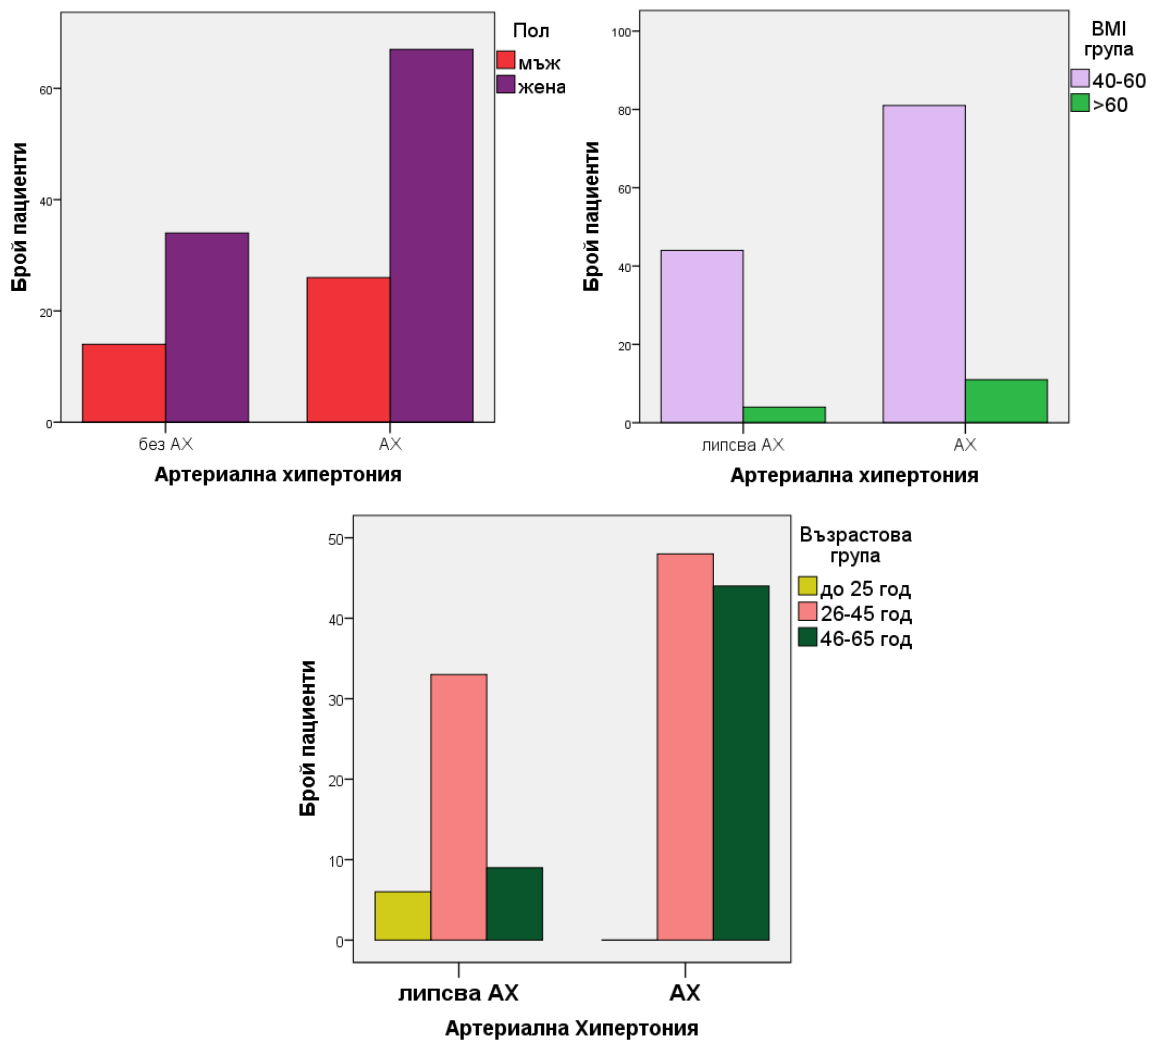 Пол
мъж
жена
60
40
20
0
Брой пациенти
без АХ
АХ
Артериална хипертония
BMI
група
40-60
>60
100
80
60
40
20
0
Брой пациенти
липсва АХ
АХ
Артериална хипертония
Възрастова
група
до 25 год
26-45 год
46-65 год
50
40
30
20
10
0
Брой пациенти
липсва АХ
АХ
Артериална Хипертония